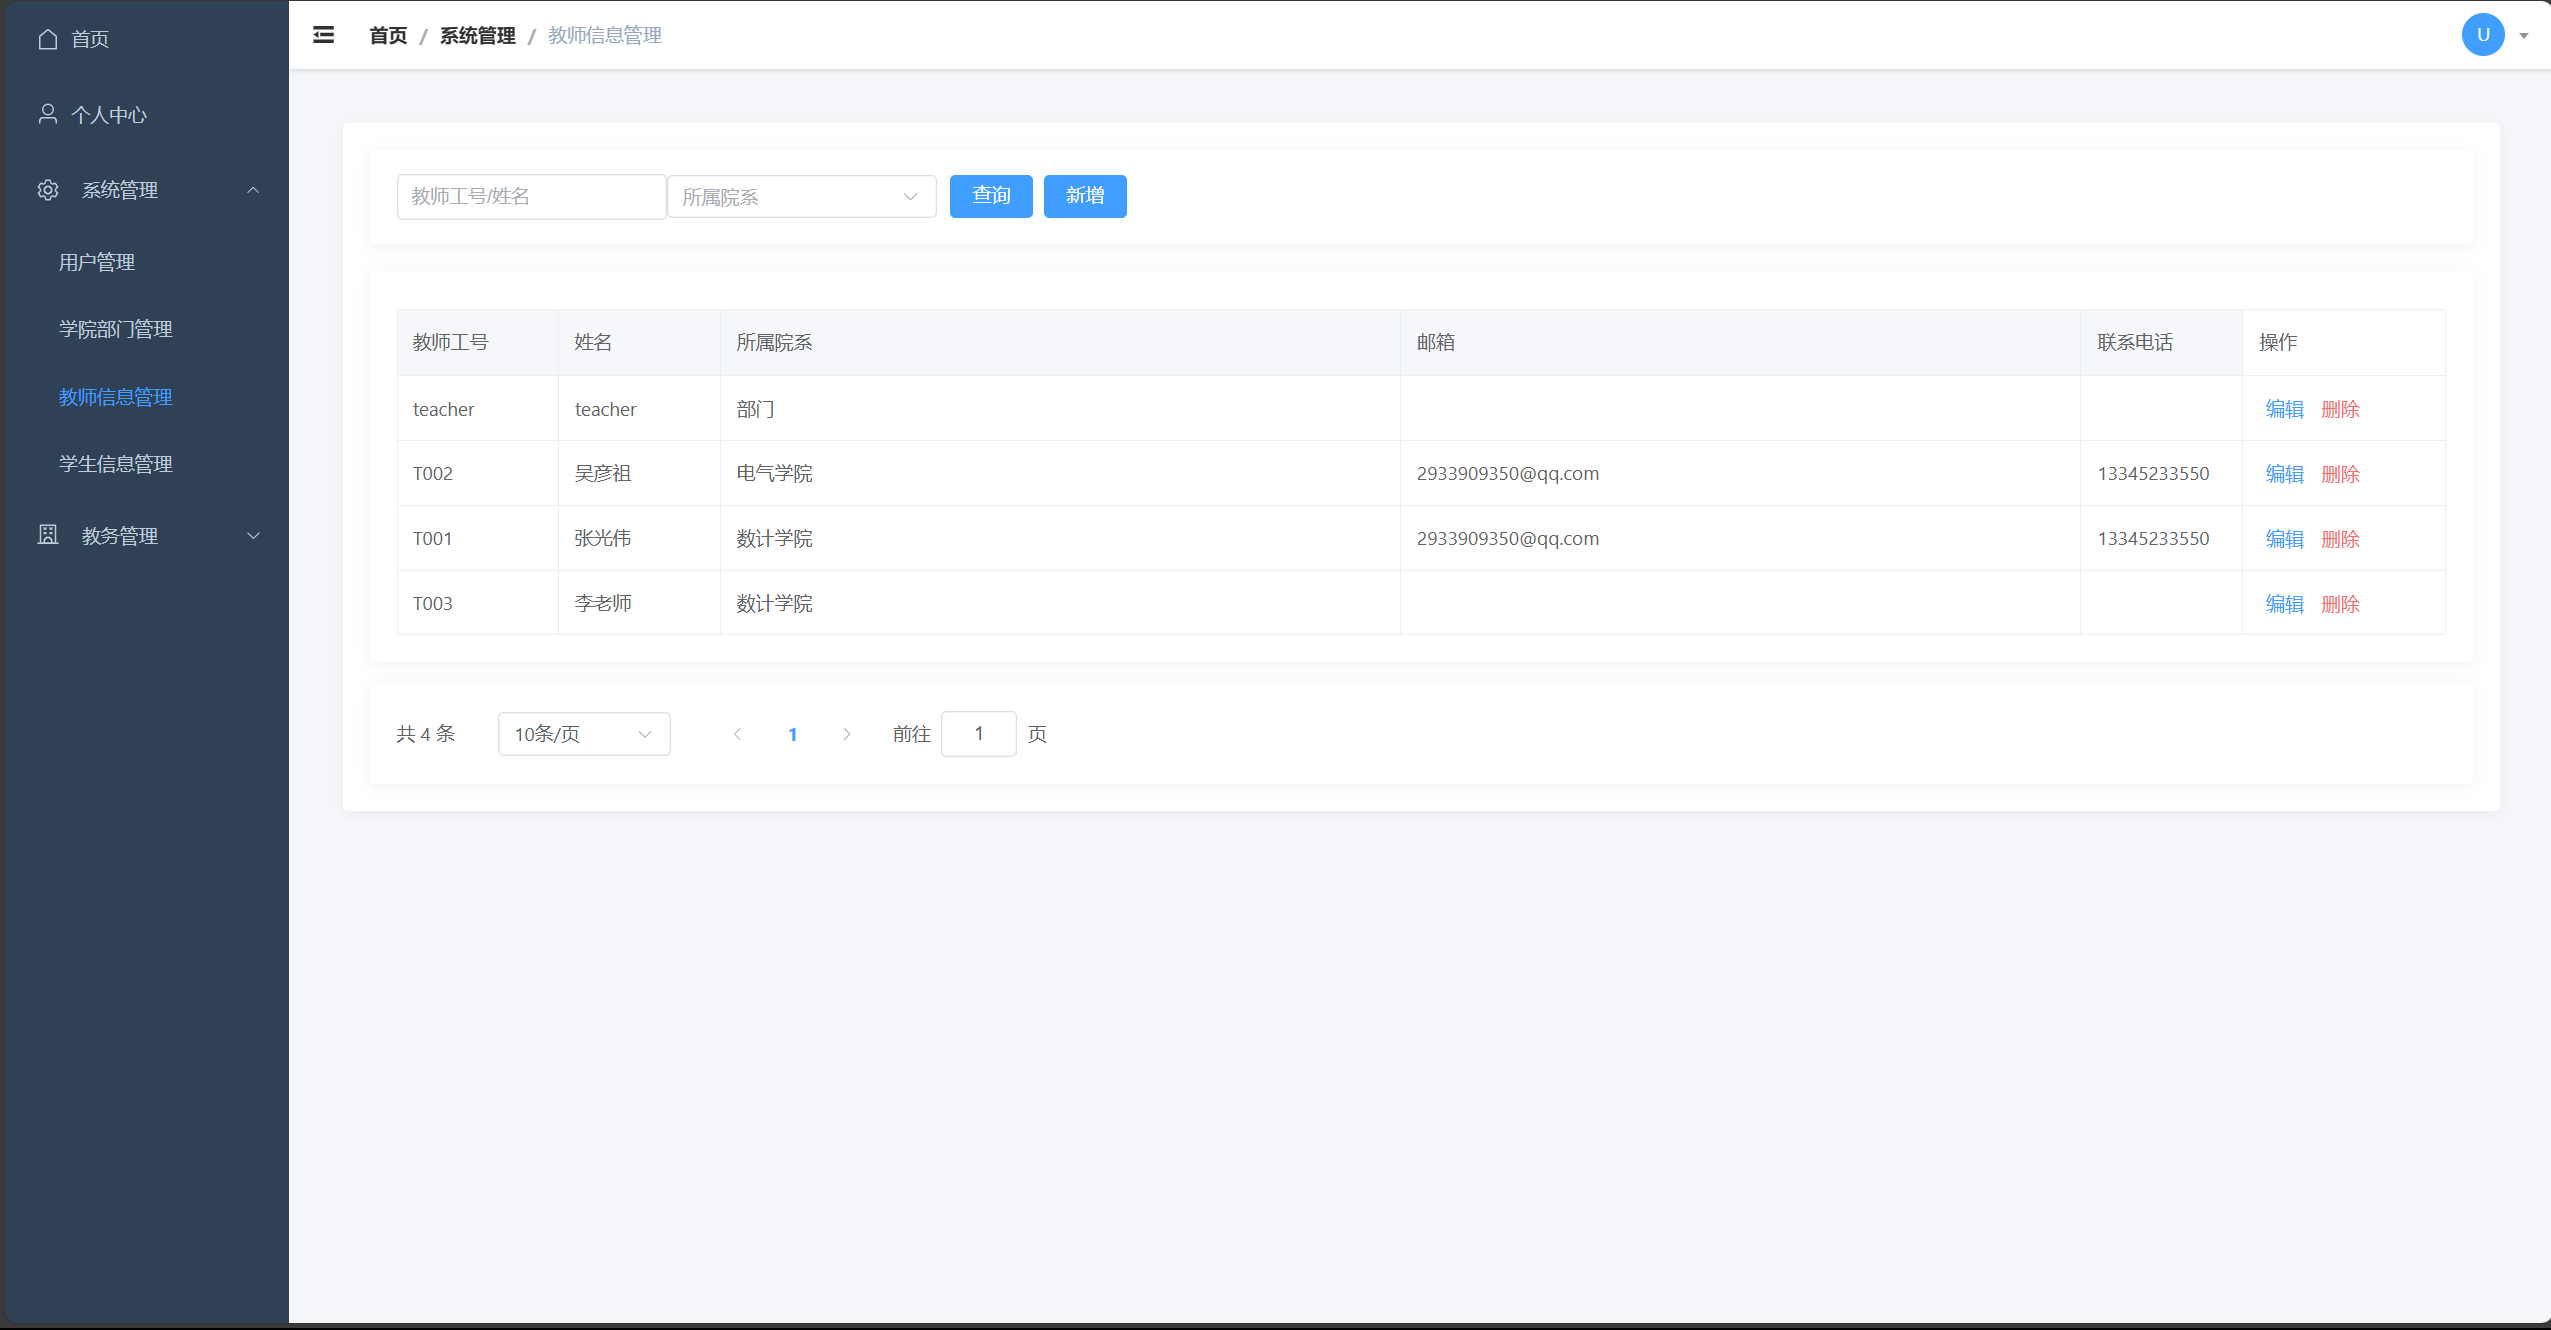 首页
个人中心
系统管理
用户管理
学院部门管理
教师信息管理
学生信息管理
教务管理
首页 / 系统管理 / 教师信息管理
U
教师工号/姓名 所属院系 查询 新增
教师工号 姓名 所属院系 邮箱 联系电话 操作
teacher teacher 部门 编辑 删除
T002 吴彦祖 电气学院 2933909350@qq.com 13345233550 编辑 删除
T001 张光伟 数计学院 2933909350@qq.com 13345233550 编辑 删除
T003 李老师 数计学院 编辑 删除
共 4 条 10条/页 1 前往 1 页